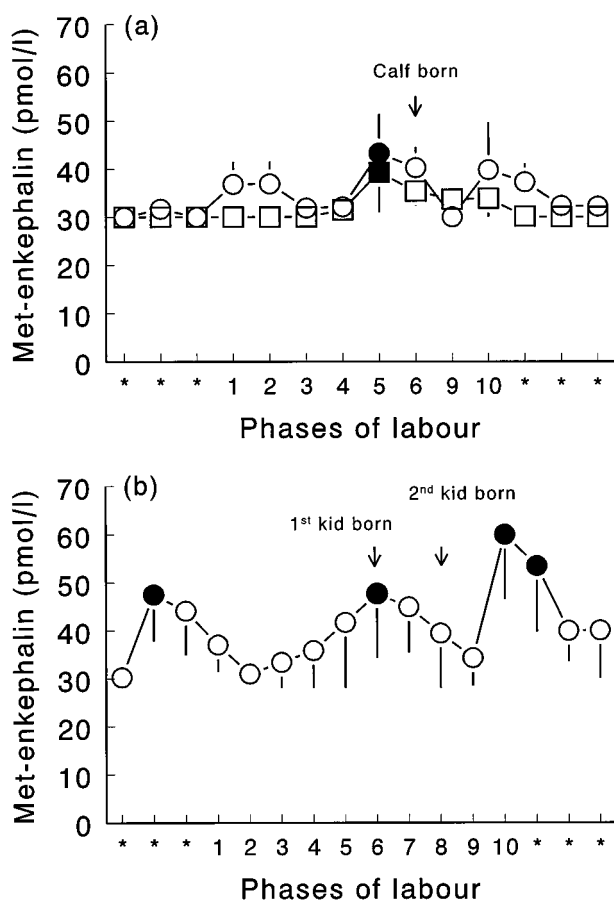 (a)
Met-enkephalin (pmol/l)
70
60
50
40
30
20
10
0
Calf born
* * * 1 2 3 4 5 6 9 10 * * *
Phases of labour
(b)
Met-enkephalin (pmol/l)
70
60
50
40
30
20
10
0
1st kid born
2nd kid born
* * * 1 2 3 4 5 6 7 8 9 10 * * *
Phases of labour